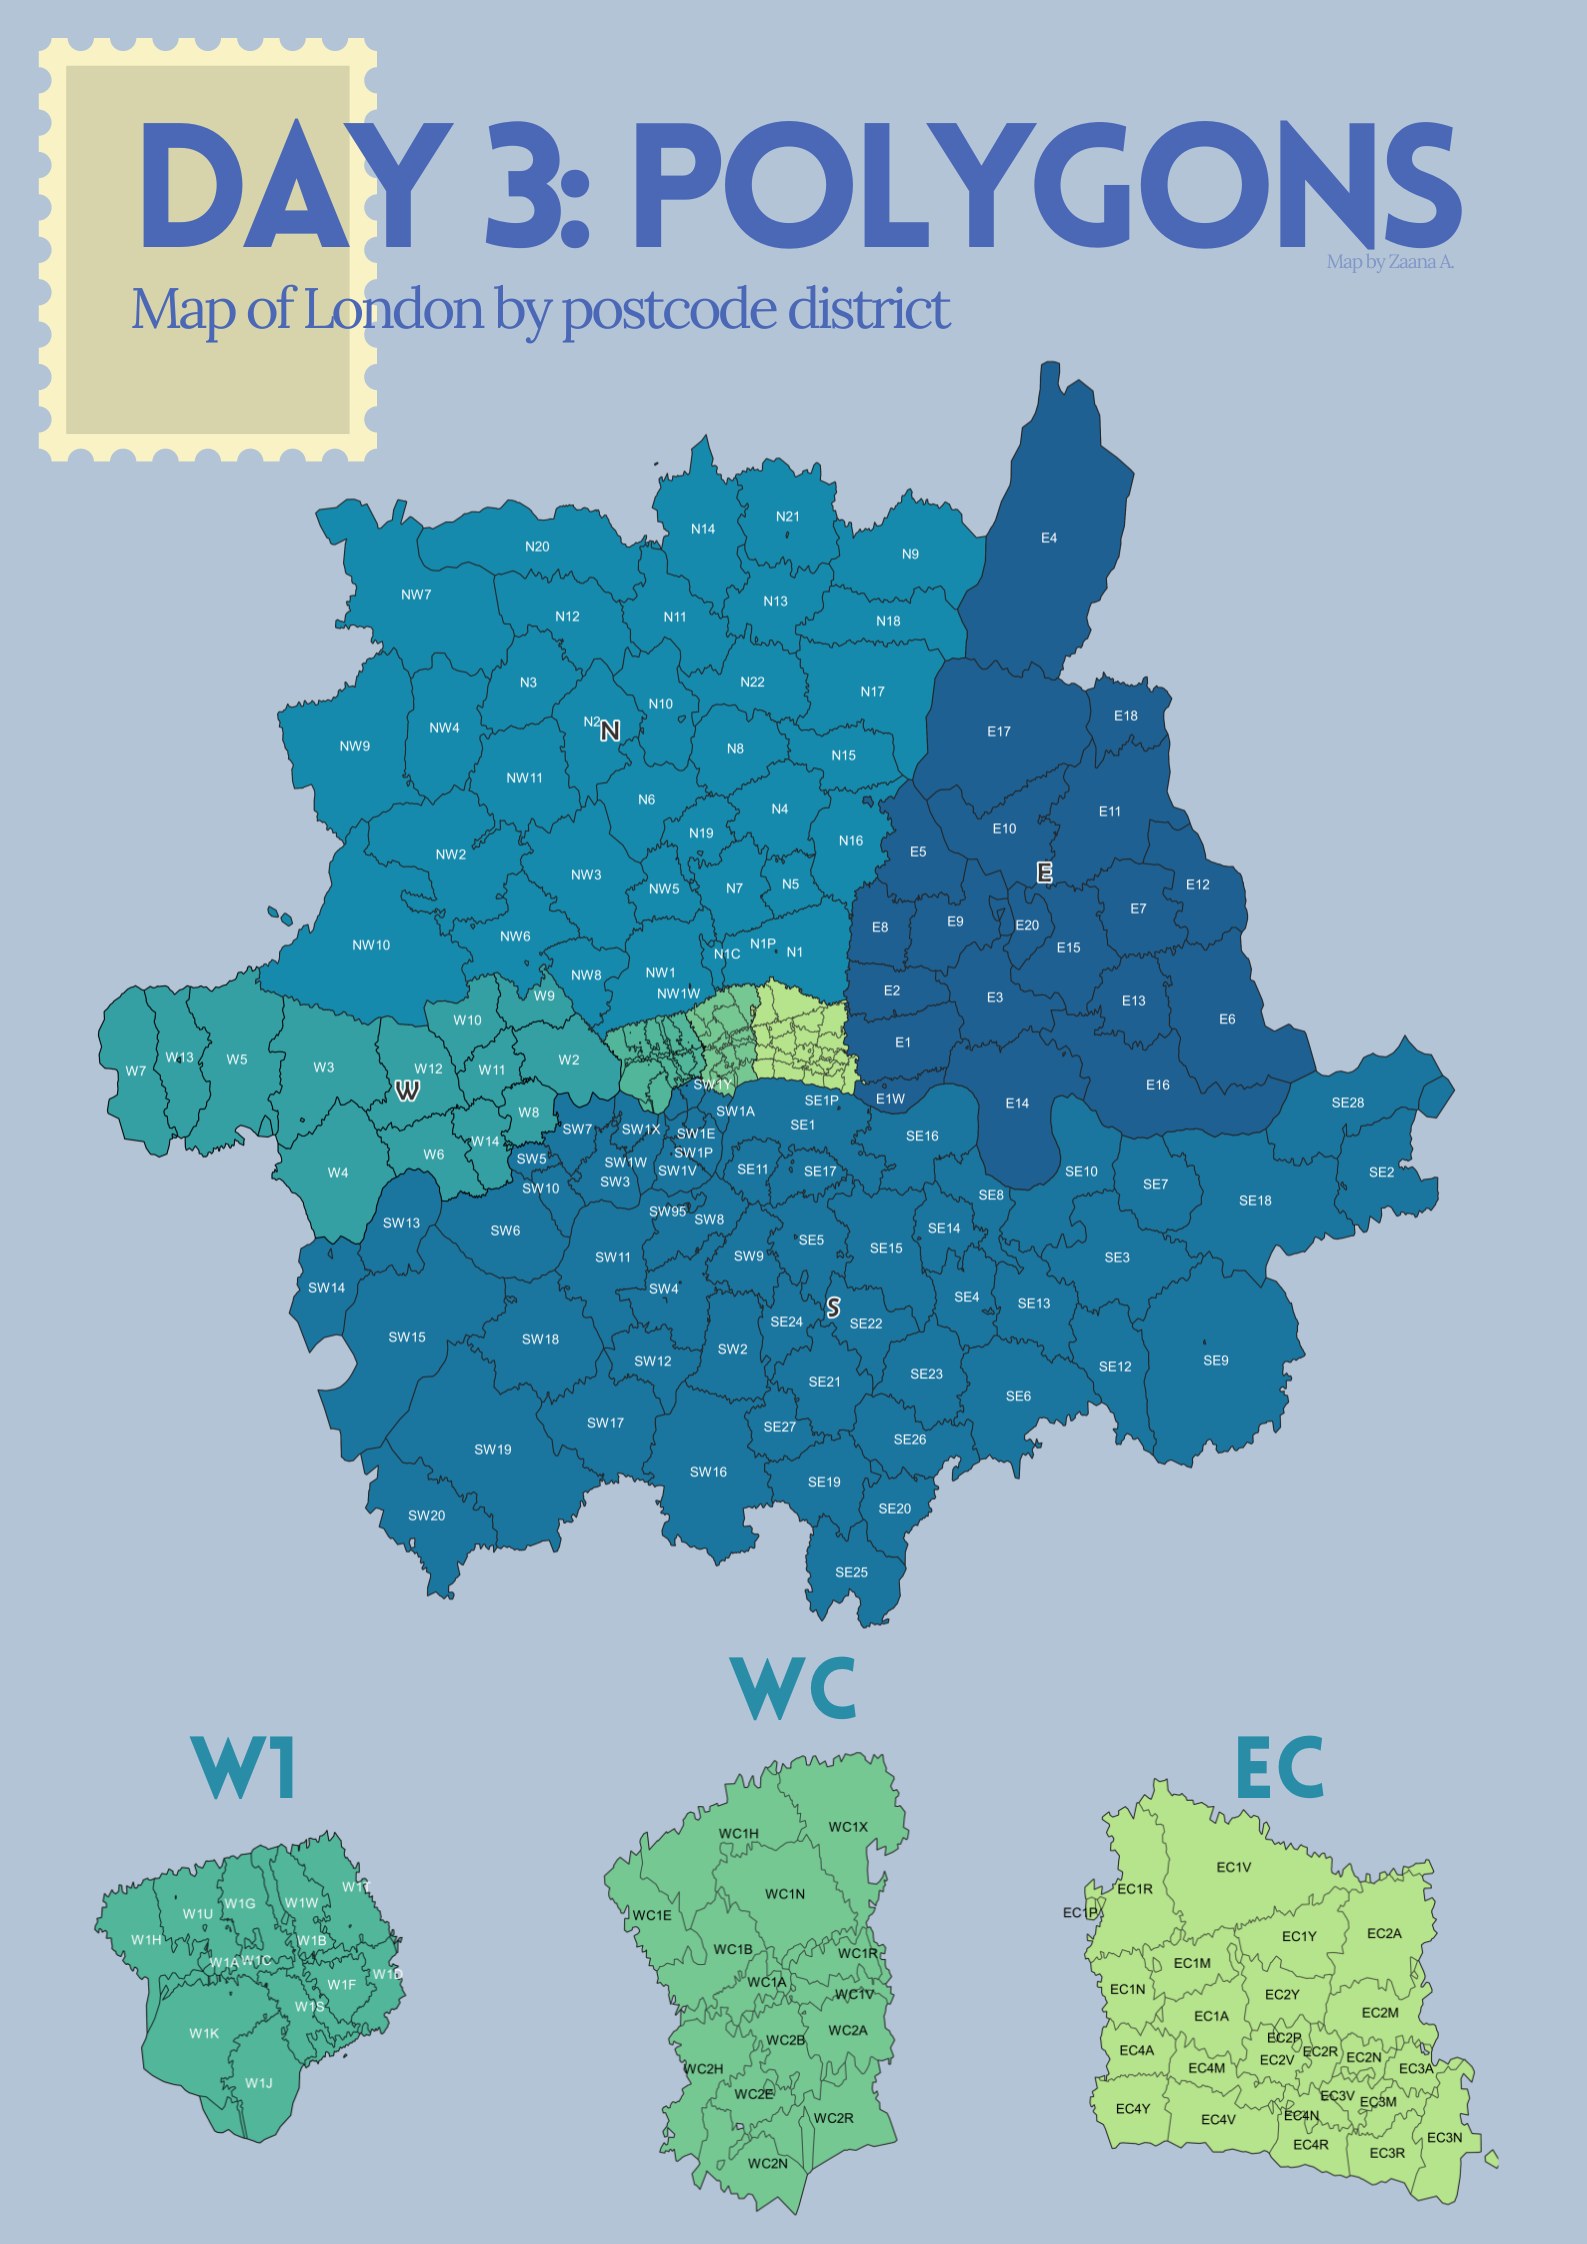 DAY 3: POLYGONS
Map by Zaana A.
Map of London by postcode district
N14
N21
E4
N20
N9
NW7
N13
N12
N11
N18
N3
N22
N17
N10
N2
N
E18
NW4
E17
NW9
N8
N15
NW11
N6
N4
E11
N19
E10
N16
NW2
E5
NW3
E
NW5
N7
N5
E12
E7
E8
E9
E20
NW6
NW10
E15
N1P
N1C
N1
NW8
NW1
NW1W
E2
E3
E13
W9
W10
E6
E1
W13
W5
W2
W3
W12
W11
W7
SW1Y
E16
W
E1W
SE1P
E14
SE28
SW1A
W8
SE1
SW7
SW1X
SW1E
SE16
W14
W6
SW1P
SW5
SW1W
SW1V
SE11
SE17
SE10
SE2
W4
SW3
SE7
SW10
SE8
SE18
SW95
SW8
SW13
SW6
SE14
SE5
SE15
SW11
SW9
SE3
SW14
SW4
SE4
SE13
S
SE24
SE22
SW15
SW18
SW2
SW12
SE9
SE12
SE23
SE21
SE6
SW17
SE27
SE26
SW19
SW16
SE19
SE20
SW20
SE25
WC
W1
EC
W1T
W1G
W1W
W1U
W1H
W1B
W1A
W1C
W1D
W1F
W1S
W1K
W1J
WC1X
WC1H
WC1N
WC1E
WC1B
WC1R
WC1A
WC1V
WC2A
WC2B
WC2H
WC2E
WC2R
WC2N
EC1V
EC1R
EC1P
EC2A
EC1Y
EC1M
EC1N
EC2Y
EC2M
EC1A
EC2P
EC4A
EC2R
EC2V
EC2N
EC4M
EC3A
EC3V
EC3M
EC4Y
EC4N
EC4V
EC3N
EC4R
EC3R